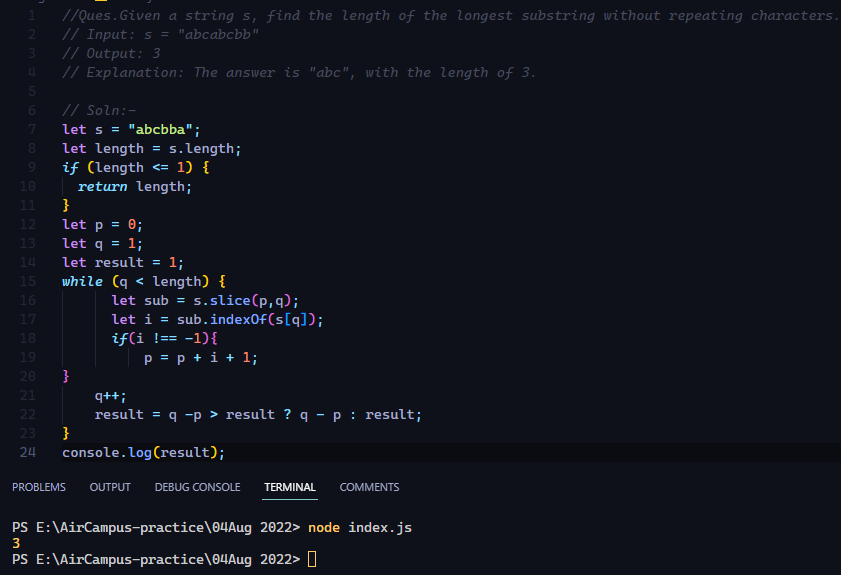 1 //Ques.Given a string s, find the length of the longest substring without repeating characters.
2 // Input: s = "abcabcbb"
3 // Output: 3
4 // Explanation: The answer is "abc", with the length of 3.
5
6 // Soln:-
7 let s = "abcbba";
8 let length = s.length;
9 if (length <= 1) {
10   return length;
11 }
12 let p = 0;
13 let q = 1;
14 let result = 1;
15 while (q < length) {
16       let sub = s.slice(p,q);
17       let i = sub.indexOf(s[q]);
18       if(i !== -1){
19           p = p + i + 1;
20 }
21     q++;
22     result = q -p > result ? q - p : result;
23 }
24 console.log(result);
PROBLEMS OUTPUT DEBUG CONSOLE TERMINAL COMMENTS
PS E:\AirCampus-practice\04Aug 2022> node index.js
3
PS E:\AirCampus-practice\04Aug 2022>